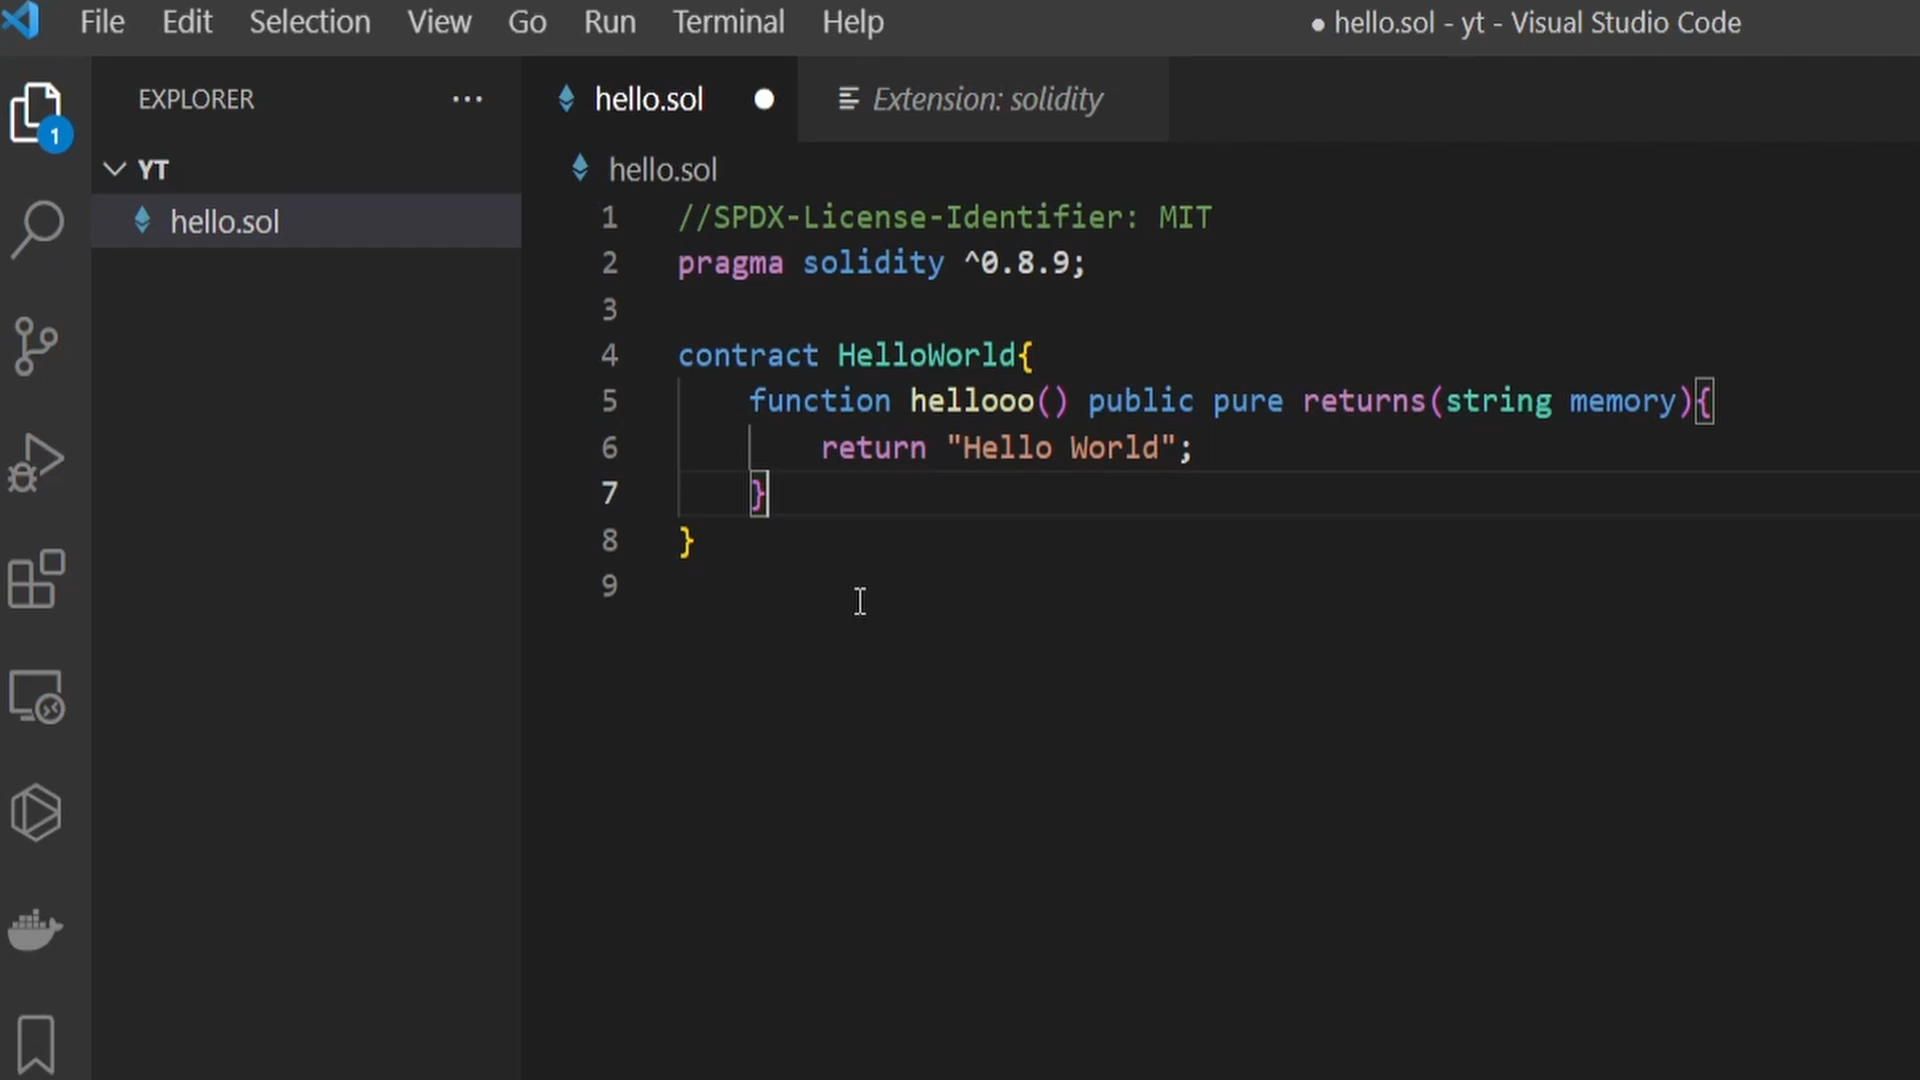 File Edit Selection View Go Run Terminal Help ● hello.sol - yt - Visual Studio Code
EXPLORER ··· hello.sol ● Extension: solidity
1
YT
hello.sol
hello.sol
1 //SPDX-License-Identifier: MIT
2 pragma solidity ^0.8.9;
3
4 contract HelloWorld{
5 function hellooo() public pure returns(string memory){
6 return "Hello World";
7 }
8 }
9